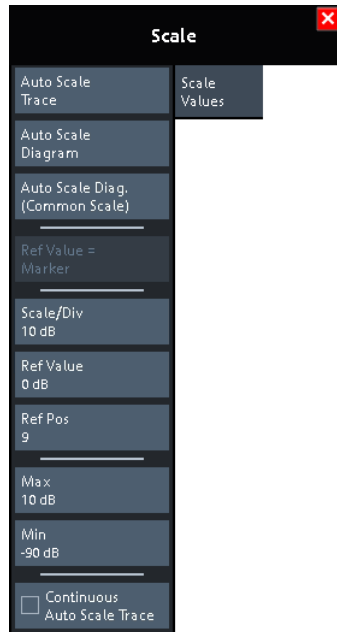 Scale
Auto Scale
Trace
Scale
Values
Auto Scale
Diagram
Auto Scale Diag.
(Common Scale)
Ref Value =
Marker
Scale/Div
10 dB
Ref Value
0 dB
Ref Pos
9
Max
10 dB
Min
-90 dB
Continuous
Auto Scale Trace